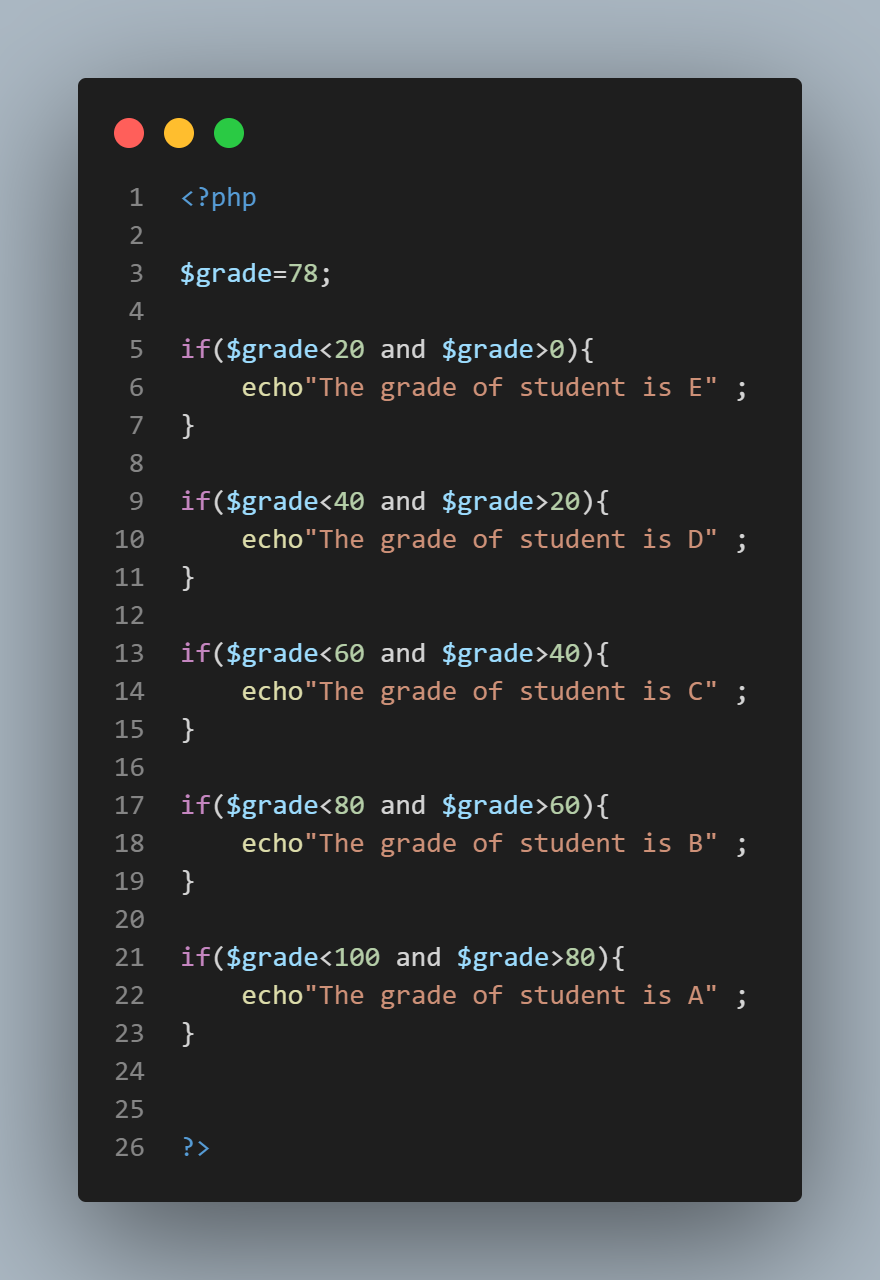 1 <?php
2
3 $grade=78;
4
5 if($grade<20 and $grade>0){
6     echo"The grade of student is E" ;
7 }
8
9 if($grade<40 and $grade>20){
10     echo"The grade of student is D" ;
11 }
12
13 if($grade<60 and $grade>40){
14     echo"The grade of student is C" ;
15 }
16
17 if($grade<80 and $grade>60){
18     echo"The grade of student is B" ;
19 }
20
21 if($grade<100 and $grade>80){
22     echo"The grade of student is A" ;
23 }
24
25
26 ?>